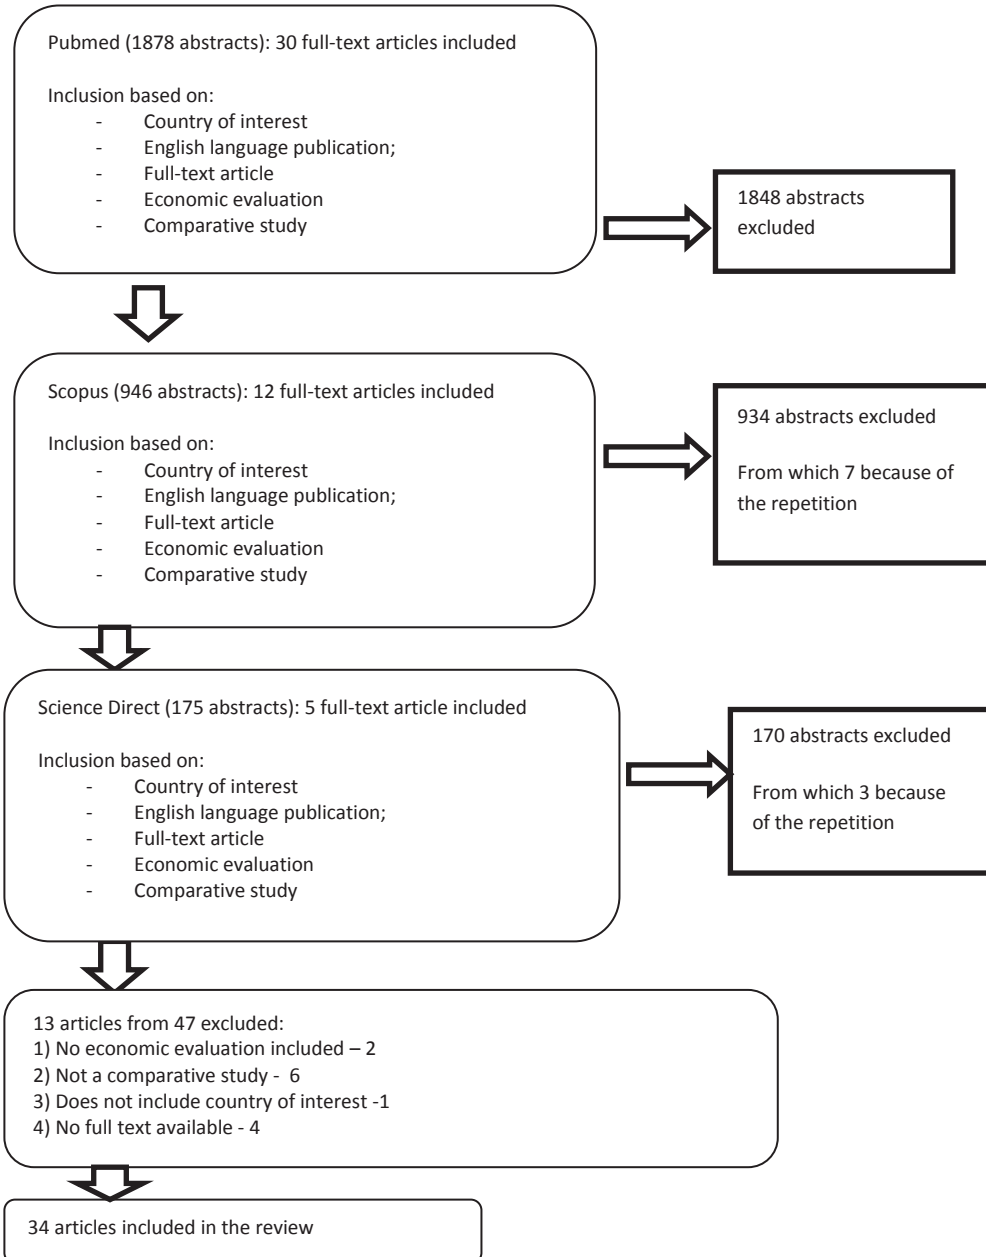 Pubmed (1878 abstracts): 30 full-text articles included
Inclusion based on:
- Country of interest
- English language publication;
- Full-text article
- Economic evaluation
- Comparative study
1848 abstracts
excluded
Scopus (946 abstracts): 12 full-text articles included
Inclusion based on:
- Country of interest
- English language publication;
- Full-text article
- Economic evaluation
- Comparative study
934 abstracts excluded
From which 7 because of
the repetition
Science Direct (175 abstracts): 5 full-text article included
Inclusion based on:
- Country of interest
- English language publication;
- Full-text article
- Economic evaluation
- Comparative study
170 abstracts excluded
From which 3 because
of the repetition
13 articles from 47 excluded:
1) No economic evaluation included – 2
2) Not a comparative study - 6
3) Does not include country of interest -1
4) No full text available - 4
34 articles included in the review